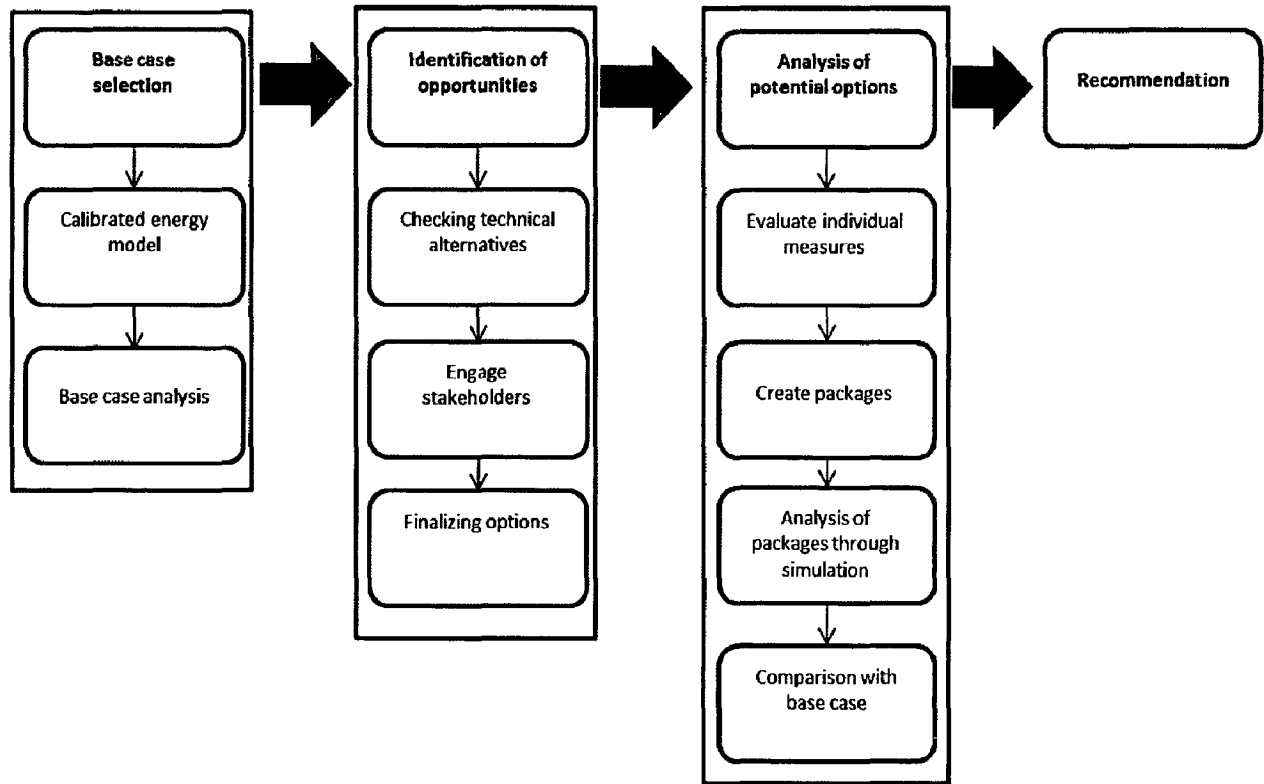 Base case
selection
Calibrated energy
model
Base case analysis
Identification of
opportunities
Checking technical
alternatives
Engage
stakeholders
Finalizing options
Analysis of
potential options
Evaluate individual
measures
Create packages
Analysis of
packages through
simulation
Comparison with
base case
Recommendation